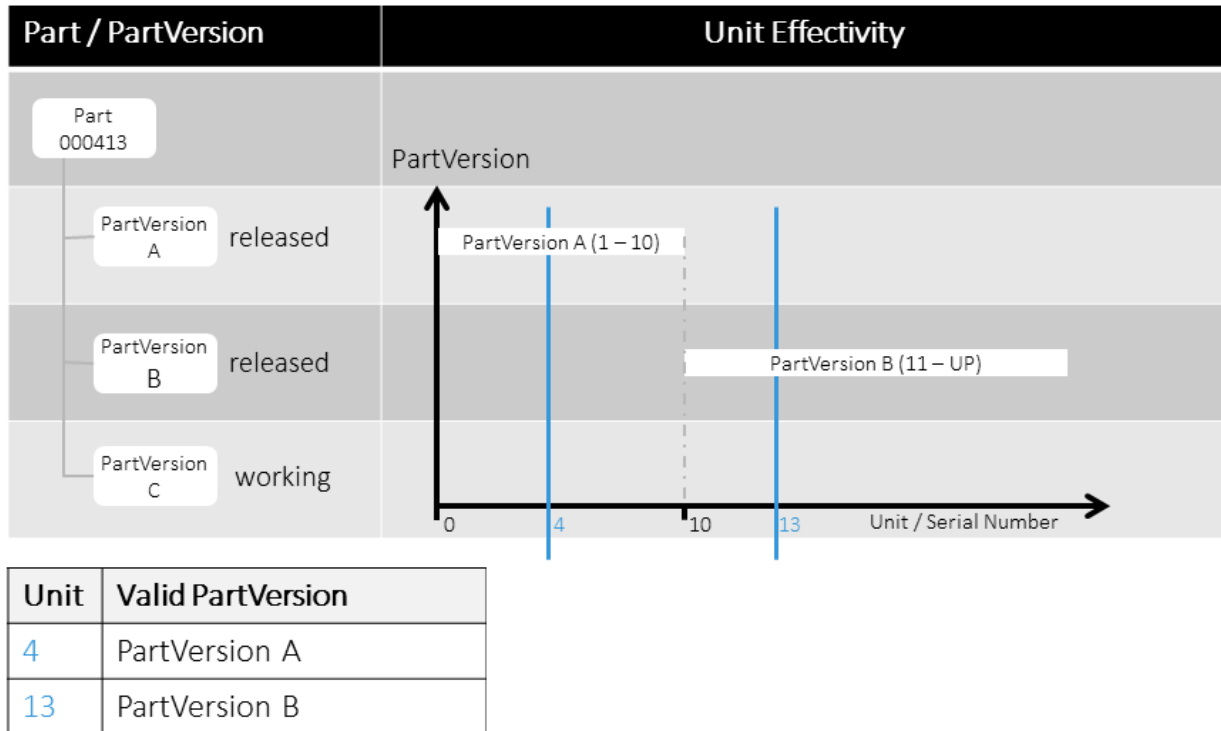 Part / PartVersion
Unit Effectivity
Part
000413
PartVersion
PartVersion
A
released
PartVersion A (1 – 10)
PartVersion
B
released
PartVersion B (11 – UP)
PartVersion
C
working
0
4
10
13
Unit / Serial Number
Unit Valid PartVersion
4 PartVersion A
13 PartVersion B